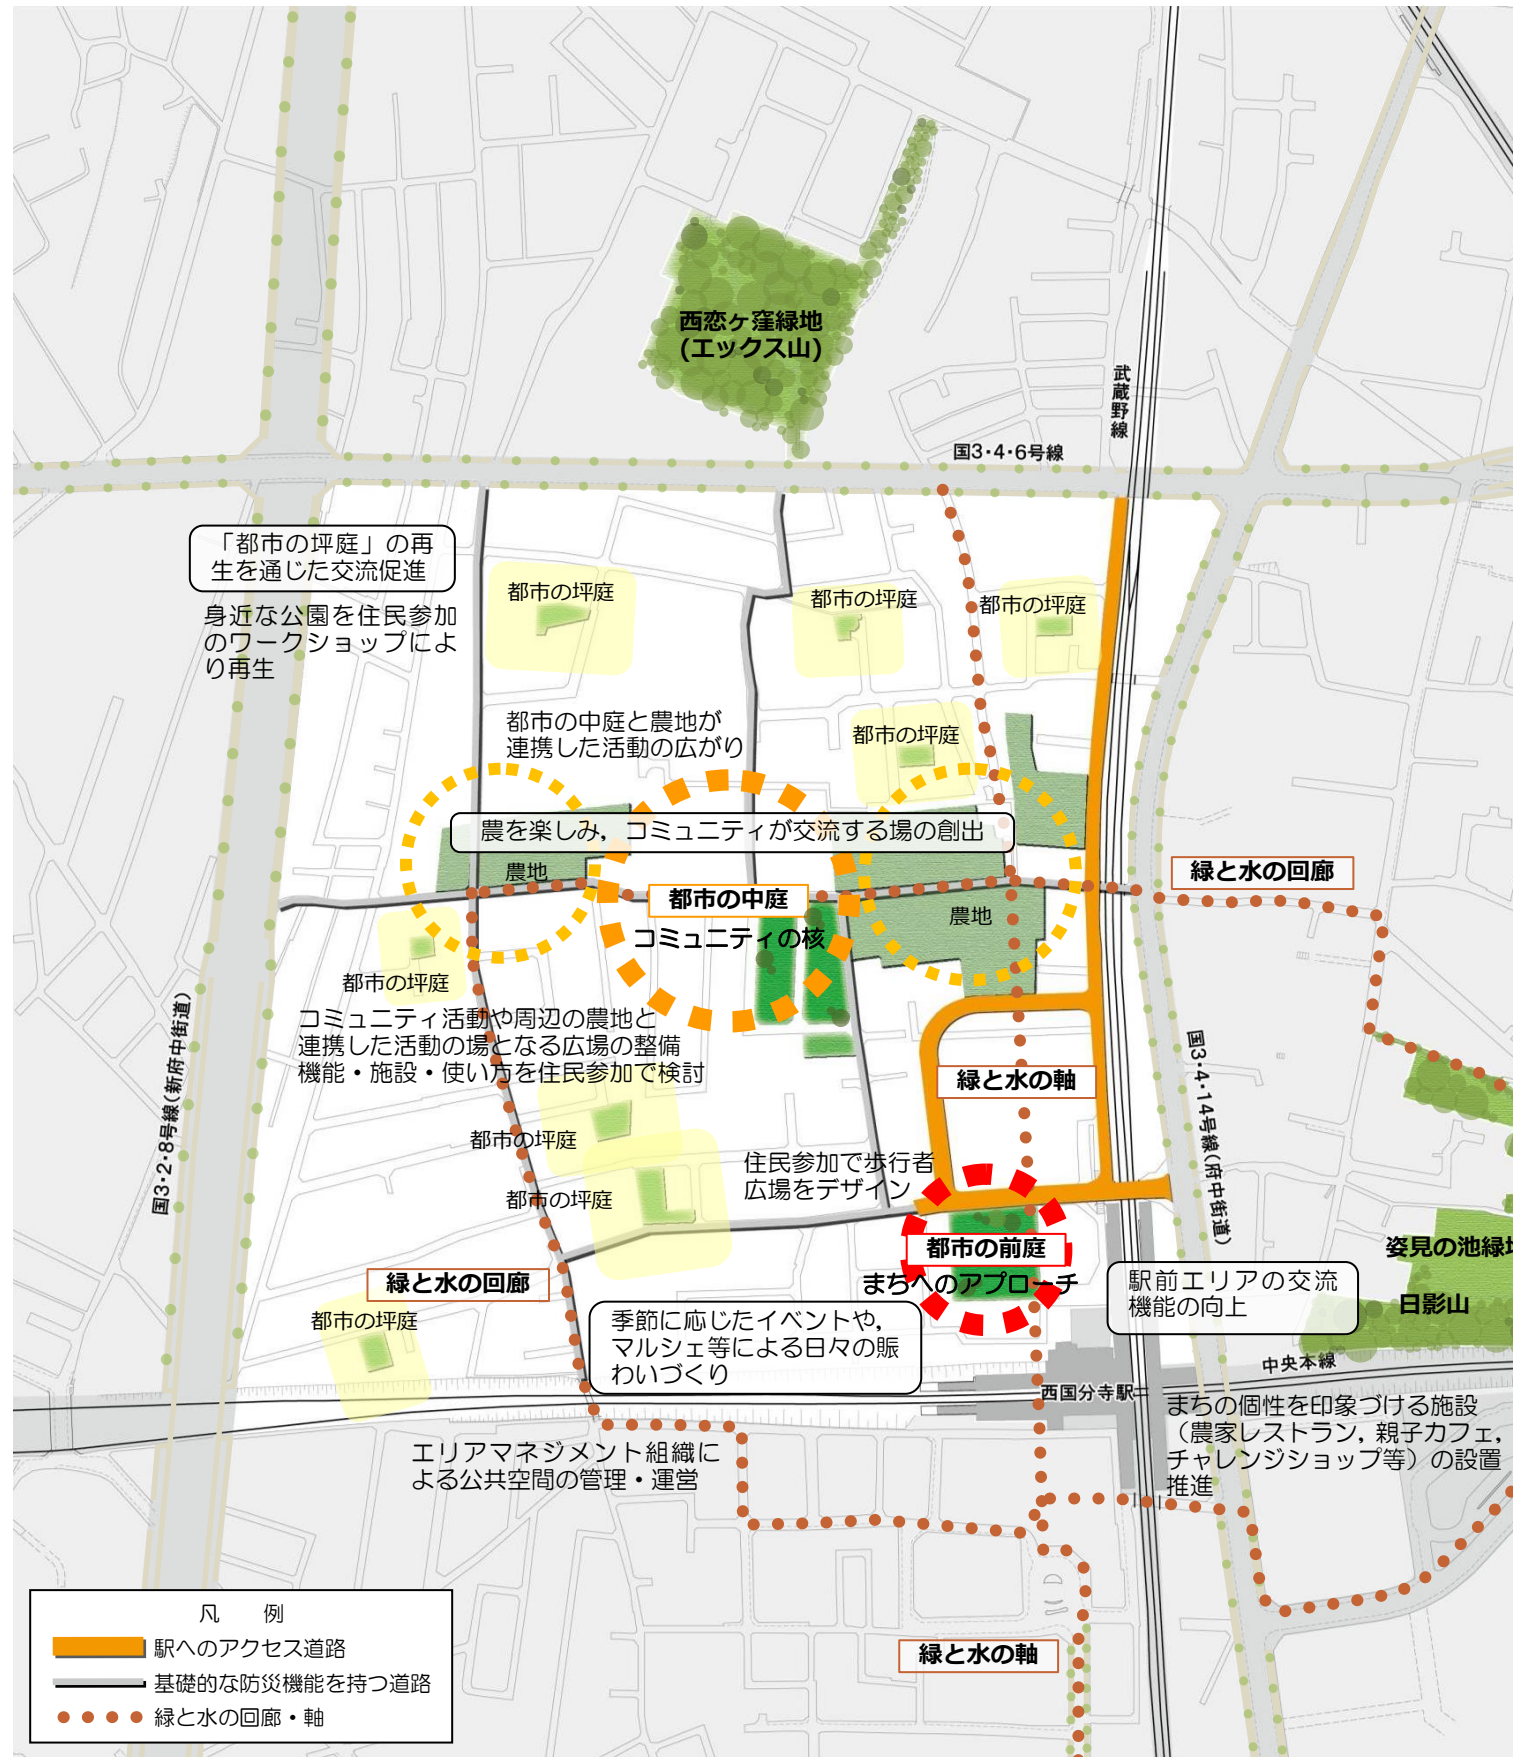 西恋ヶ窪緑地
(エックス山)
武蔵野線
国3・4・6号線
「都市の坪庭」の再
生を通じた交流促進
身近な公園を住民参加
のワークショップによ
り再生
都市の坪庭
都市の坪庭
都市の坪庭
都市の中庭と農地が
連携した活動の広がり
都市の坪庭
農を楽しみ，コミュニティが交流する場の創出
農地
都市の中庭
コミュニティの核
農地
緑と水の回廊
都市の坪庭
コミュニティ活動や周辺の農地と
連携した活動の場となる広場の整備
機能・施設・使い方を住民参加で検討
国3・2・8号線(新府中街道)
国3・4・14号線(府中街道)
緑と水の軸
都市の坪庭
都市の坪庭
住民参加で歩行者
広場をデザイン
都市の前庭
まちへのアプローチ
姿見の池緑地
日影山
緑と水の回廊
都市の坪庭
駅前エリアの交流
機能の向上
季節に応じたイベントや，
マルシェ等による日々の賑
わいづくり
中央本線
西国分寺駅
まちの個性を印象づける施設
（農家レストラン，親子カフェ，
チャレンジショップ等）の設置
推進
エリアマネジメント組織に
よる公共空間の管理・運営
緑と水の軸
凡　例
駅へのアクセス道路
基礎的な防災機能を持つ道路
緑と水の回廊・軸